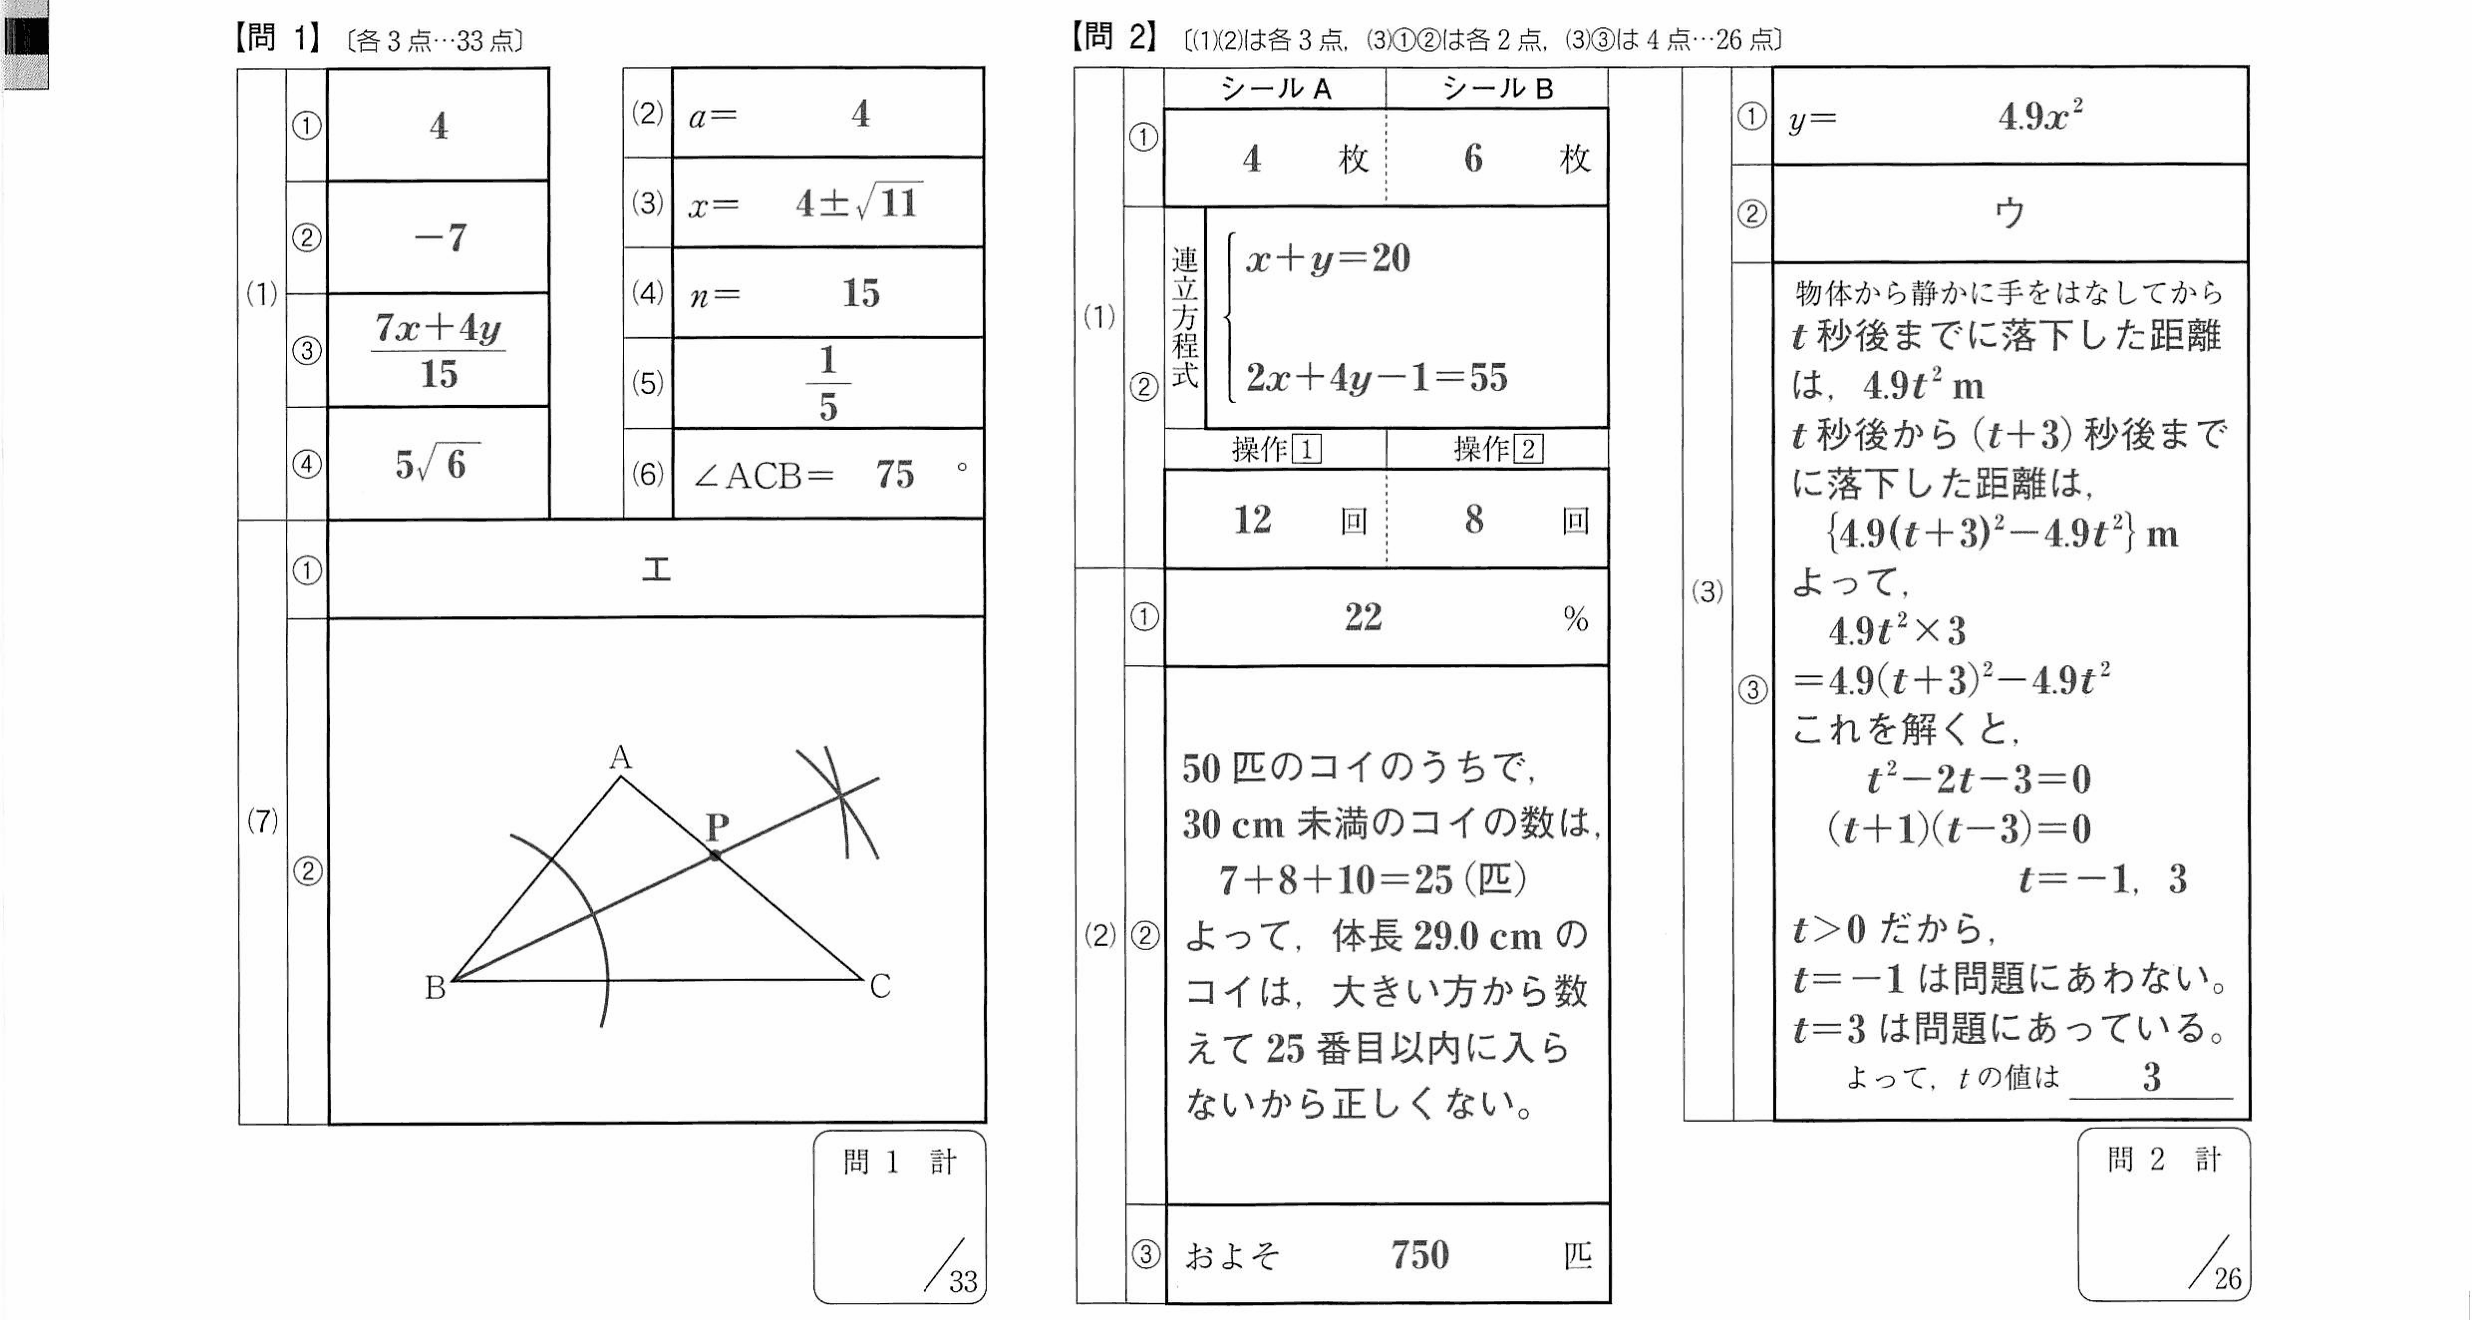 【問 1】〔各3点…33点〕
(1)
① 4
② −7
③ 7x+4y/15
④ 5√6
(2) a= 4
(3) x= 4±√11
(4) n= 15
(5) 1/5
(6) ∠ACB= 75 °
(7)
① エ
②
A
P
B
C
問 1 計
/33
【問 2】〔(1)(2)は各3点, (3)①②は各2点, (3)③は4点…26点〕
(1)
シールA シールB
① 4 枚 6 枚
②
連立方程式
x+y=20
2x+4y−1=55
操作1 操作2
12 回 8 回
(2)
① 22 %
②
50匹のコイのうちで,
30 cm 未満のコイの数は,
7+8+10=25(匹)
よって, 体長 29.0 cm の
コイは, 大きい方から数
えて 25 番目以内に入ら
ないから正しくない。
③ およそ 750 匹
(3)
① y= 4.9x²
② ウ
③
物体から静かに手をはなしてから
t 秒後までに落下した距離
は, 4.9t² m
t 秒後から (t+3) 秒後まで
に落下した距離は,
{4.9(t+3)²−4.9t²} m
よって,
4.9t²×3
=4.9(t+3)²−4.9t²
これを解くと,
t²−2t−3=0
(t+1)(t−3)=0
t=−1, 3
t>0 だから,
t=−1 は問題にあわない。
t=3 は問題にあっている。
よって, t の値は 3
問 2 計
/26